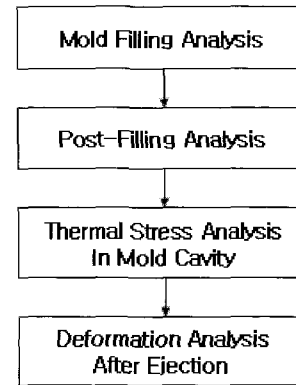 Mold Filling Analysis
Post-Filling Analysis
Thermal Stress Analysis
In Mold Cavity
Deformation Analysis
After Ejection